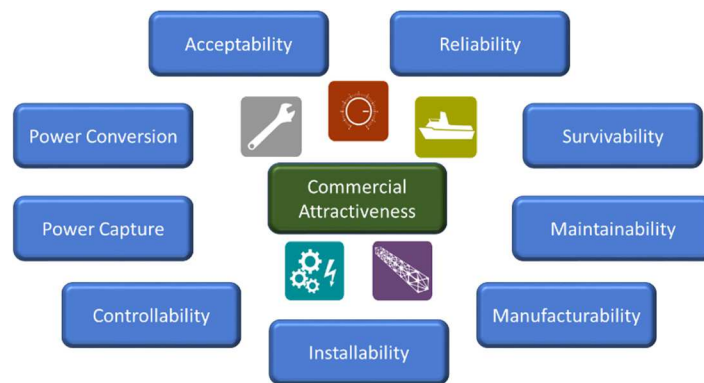 Acceptability
Reliability
Power Conversion
Survivability
Commercial
Attractiveness
Power Capture
Maintainability
Controllability
Manufacturability
Installability